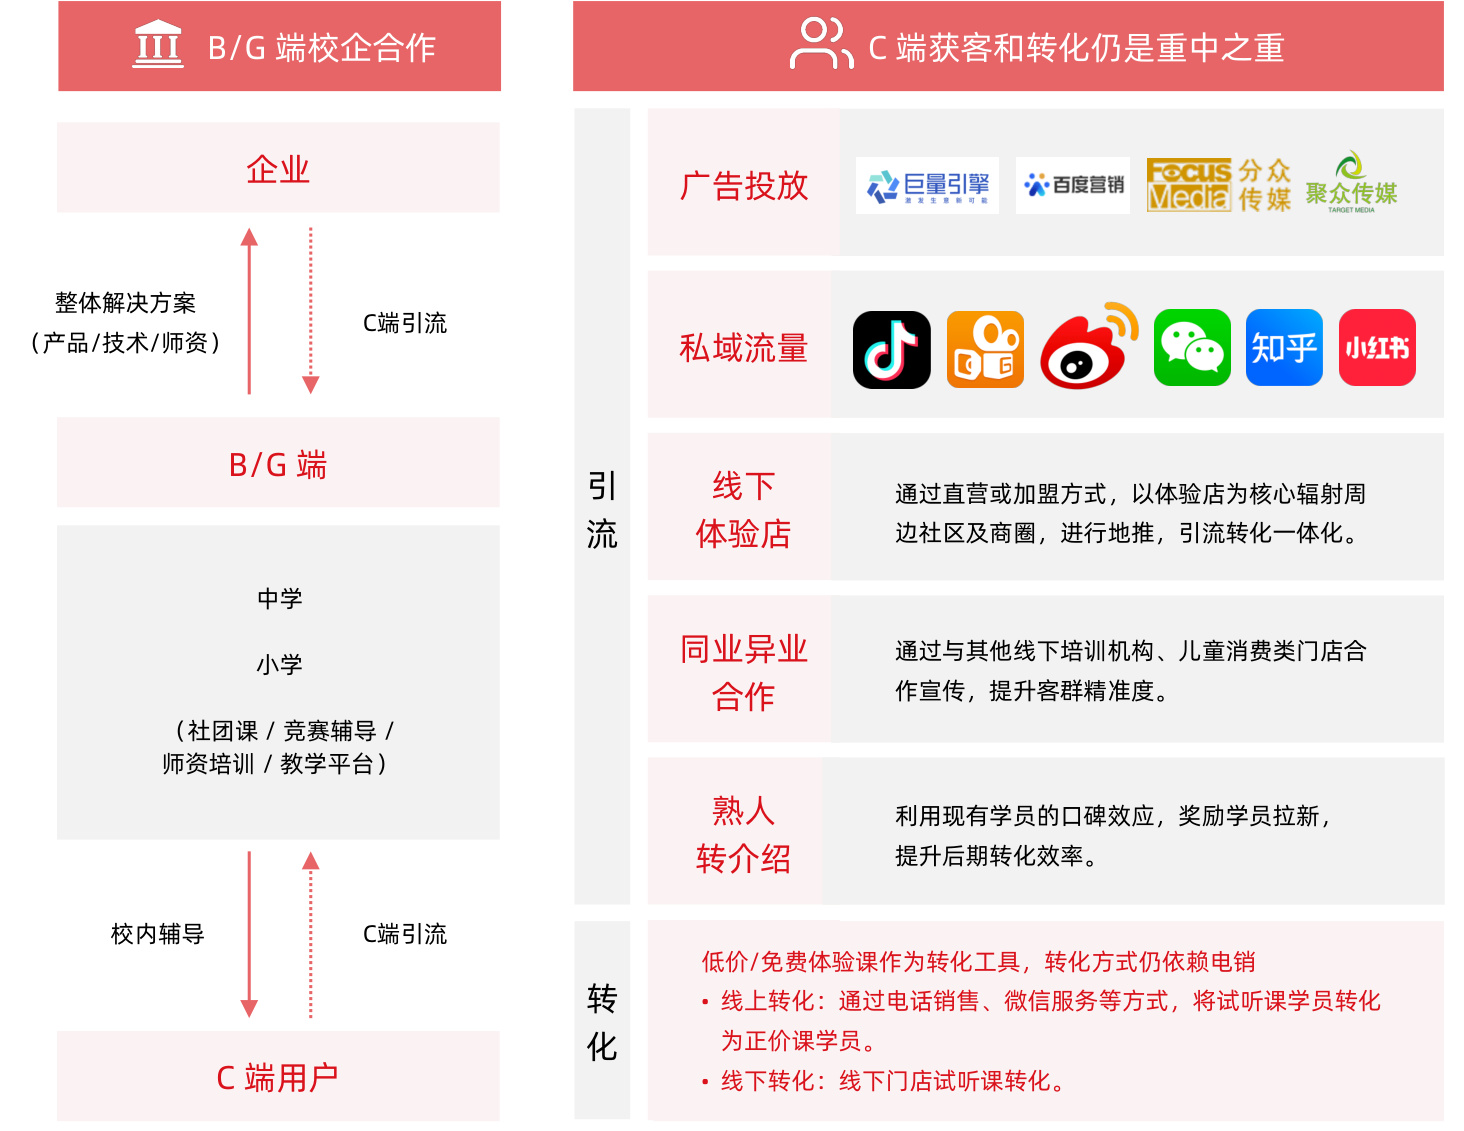 B/G 端校企合作
企业
整体解决方案
（产品/技术/师资）
C端引流
B/G 端
中学
小学
（社团课 / 竞赛辅导 /
师资培训 / 教学平台）
校内辅导
C端引流
C 端用户
C 端获客和转化仍是重中之重
引
流
广告投放
巨量引擎
激发生意新可能
百度营销
Focus
Media
分众
传媒
聚众传媒
TARGET MEDIA
私域流量
知乎
小红书
线下
体验店
通过直营或加盟方式，以体验店为核心辐射周
边社区及商圈，进行地推，引流转化一体化。
同业异业
合作
通过与其他线下培训机构、儿童消费类门店合
作宣传，提升客群精准度。
熟人
转介绍
利用现有学员的口碑效应，奖励学员拉新，
提升后期转化效率。
转
化
低价/免费体验课作为转化工具，转化方式仍依赖电销
• 线上转化：通过电话销售、微信服务等方式，将试听课学员转化
为正价课学员。
• 线下转化：线下门店试听课转化。